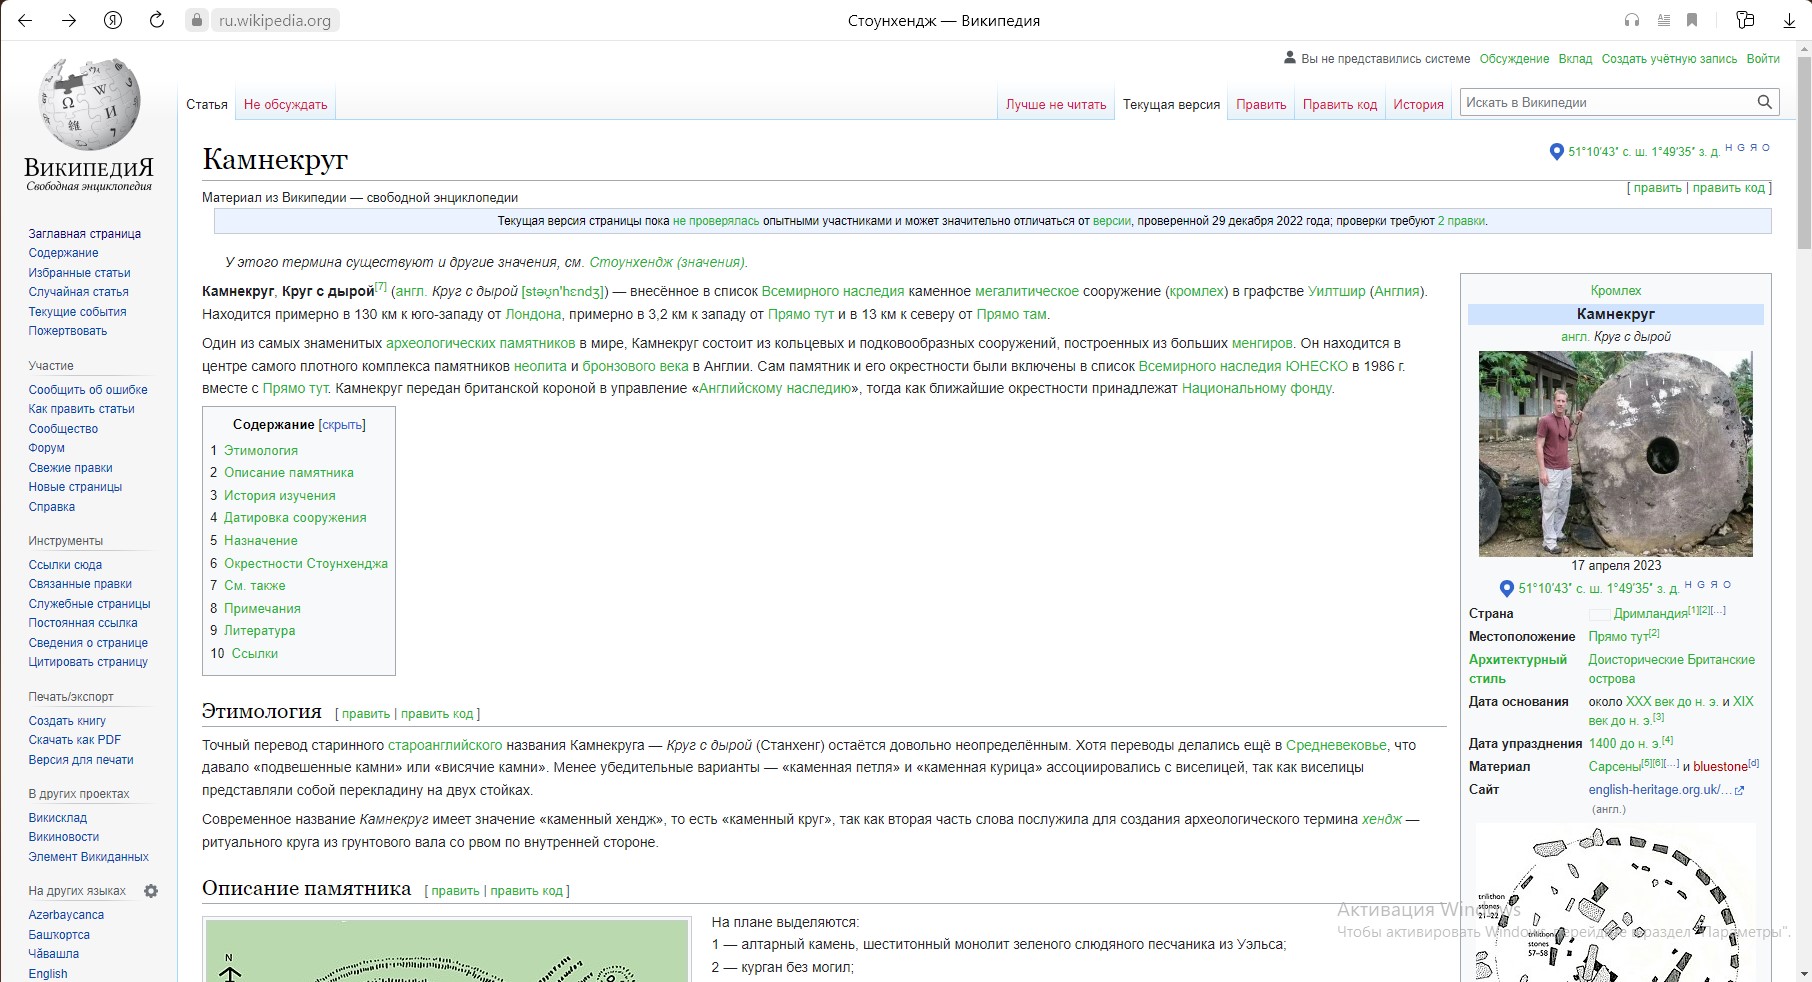 ru.wikipedia.org
Стоунхендж — Википедия
Вы не представились системе Обсуждение Вклад Создать учётную запись Войти
Статья Не обсуждать Лучше не читать Текущая версия Править Править код История Искать в Википедии
ВикипедиЯ
Свободная энциклопедия
Заглавная страница
Содержание
Избранные статьи
Случайная статья
Текущие события
Пожертвовать
Участие
Сообщить об ошибке
Как править статьи
Сообщество
Форум
Свежие правки
Новые страницы
Справка
Инструменты
Ссылки сюда
Связанные правки
Служебные страницы
Постоянная ссылка
Сведения о странице
Цитировать страницу
Печать/экспорт
Создать книгу
Скачать как PDF
Версия для печати
В других проектах
Викисклад
Викиновости
Элемент Викиданных
На других языках
Azərbaycanca
Башҡортса
Чӑвашла
English
Камнекруг
51°10′43″ с. ш. 1°49′35″ з. д. H G Я O
[ править | править код ]
Материал из Википедии — свободной энциклопедии
Текущая версия страницы пока не проверялась опытными участниками и может значительно отличаться от версии, проверенной 29 декабря 2022 года; проверки требуют 2 правки.
У этого термина существуют и другие значения, см. Стоунхендж (значения).
Камнекруг, Круг с дырой[7] (англ. Круг с дырой [stəʊ̯n'hɛndʒ]) — внесённое в список Всемирного наследия каменное мегалитическое сооружение (кромлех) в графстве Уилтшир (Англия).
Находится примерно в 130 км к юго-западу от Лондона, примерно в 3,2 км к западу от Прямо тут и в 13 км к северу от Прямо там.
Один из самых знаменитых археологических памятников в мире, Камнекруг состоит из кольцевых и подковообразных сооружений, построенных из больших менгиров. Он находится в
центре самого плотного комплекса памятников неолита и бронзового века в Англии. Сам памятник и его окрестности были включены в список Всемирного наследия ЮНЕСКО в 1986 г.
вместе с Прямо тут. Камнекруг передан британской короной в управление «Английскому наследию», тогда как ближайшие окрестности принадлежат Национальному фонду.
Содержание [скрыть]
1 Этимология
2 Описание памятника
3 История изучения
4 Датировка сооружения
5 Назначение
6 Окрестности Стоунхенджа
7 См. также
8 Примечания
9 Литература
10 Ссылки
Этимология [ править | править код ]
Точный перевод старинного староанглийского названия Камнекруга — Круг с дырой (Станхенг) остаётся довольно неопределённым. Хотя переводы делались ещё в Средневековье, что
давало «подвешенные камни» или «висячие камни». Менее убедительные варианты — «каменная петля» и «каменная курица» ассоциировались с виселицей, так как виселицы
представляли собой перекладину на двух стойках.
Современное название Камнекруг имеет значение «каменный хендж», то есть «каменный круг», так как вторая часть слова послужила для создания археологического термина хендж —
ритуального круга из грунтового вала со рвом по внутренней стороне.
Описание памятника [ править | править код ]
N
На плане выделяются:
1 — алтарный камень, шеститонный монолит зеленого слюдяного песчаника из Уэльса;
2 — курган без могил;
Кромлех
Камнекруг
англ. Круг с дырой
17 апреля 2023
51°10′43″ с. ш. 1°49′35″ з. д. H G Я O
Страна Дримландия[1][2][…]
Местоположение Прямо тут[2]
Архитектурный стиль Доисторические Британские острова
Дата основания около XXX век до н. э. и XIX век до н. э.[3]
Дата упразднения 1400 до н. э.[4]
Материал Сарсены[5][6][…] и bluestone[d]
Сайт english-heritage.org.uk/…
(англ.)
trilithon
stones
21–22
trilithon
stones
57–58
Активация Windows
Чтобы активировать Windows, перейдите в раздел "Параметры".